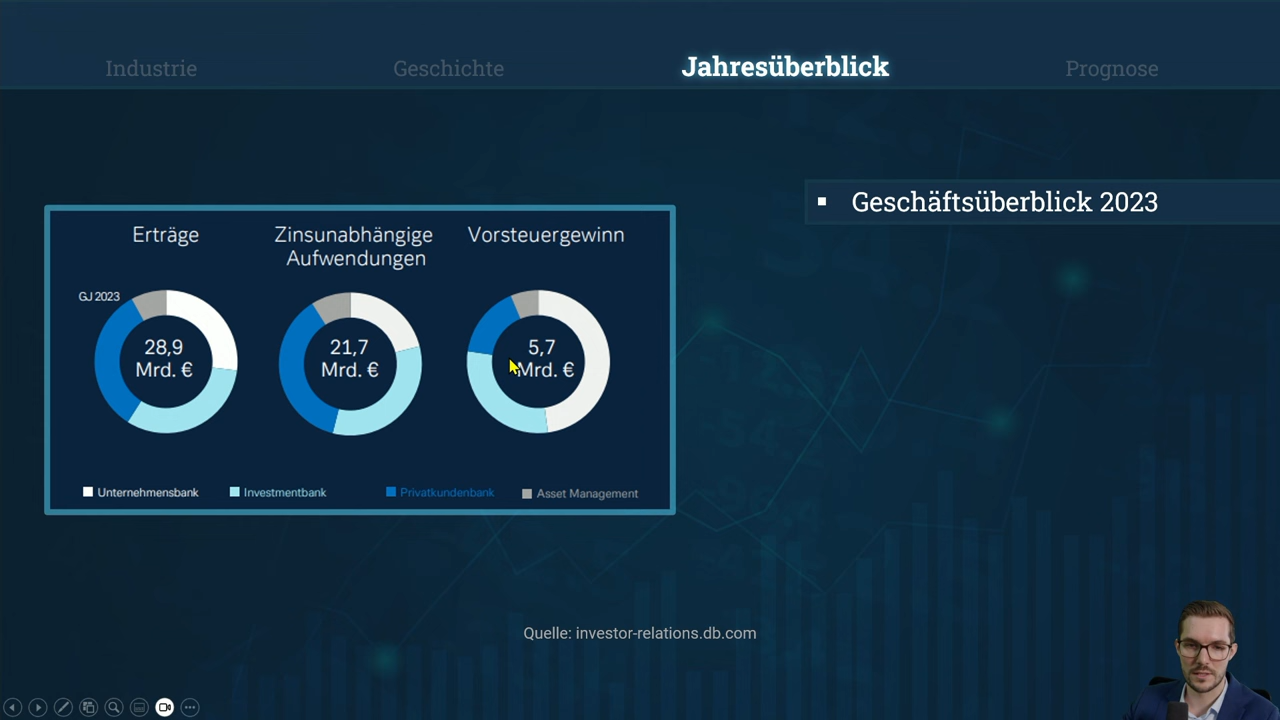 Industrie
Geschichte
Jahresüberblick
Prognose
Geschäftsüberblick 2023
Erträge
Zinsunabhängige
Aufwendungen
Vorsteuergewinn
GJ 2023
28,9
Mrd. €
21,7
Mrd. €
5,7
Mrd. €
Unternehmensbank
Investmentbank
Privatkundenbank
Asset Management
Quelle: investor-relations.db.com